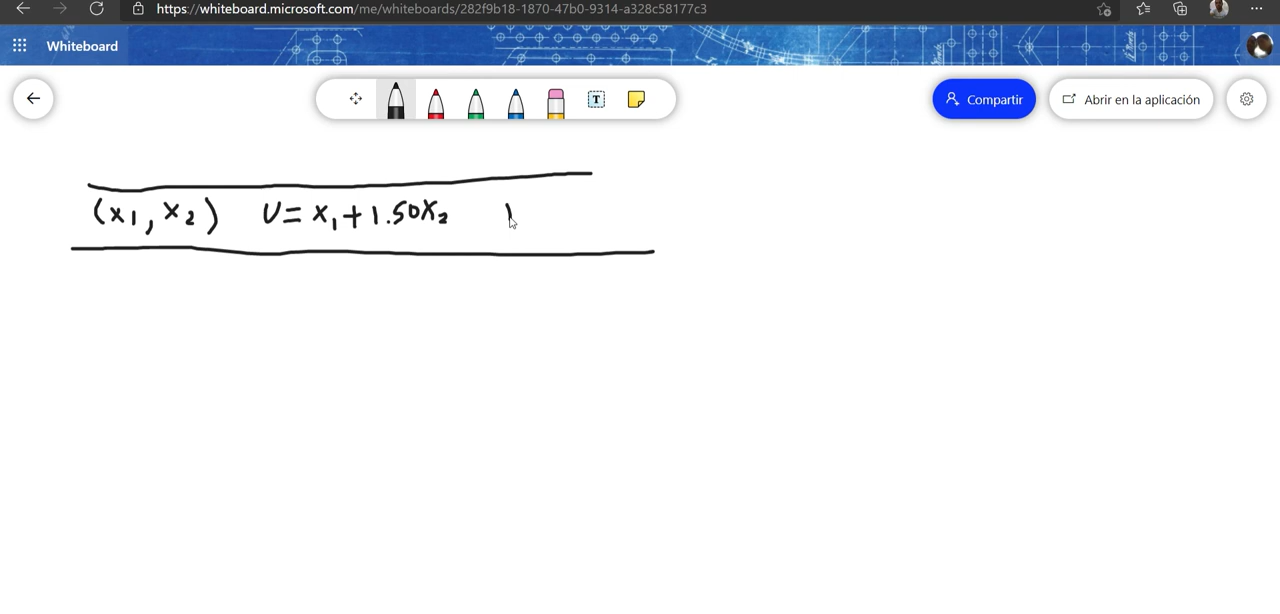 https://whiteboard.microsoft.com/me/whiteboards/282f9b18-1870-47b0-9314-a328c58177c3
Whiteboard
T
Compartir
Abrir en la aplicación
(x1, x2) U = x1 + 1.50x2